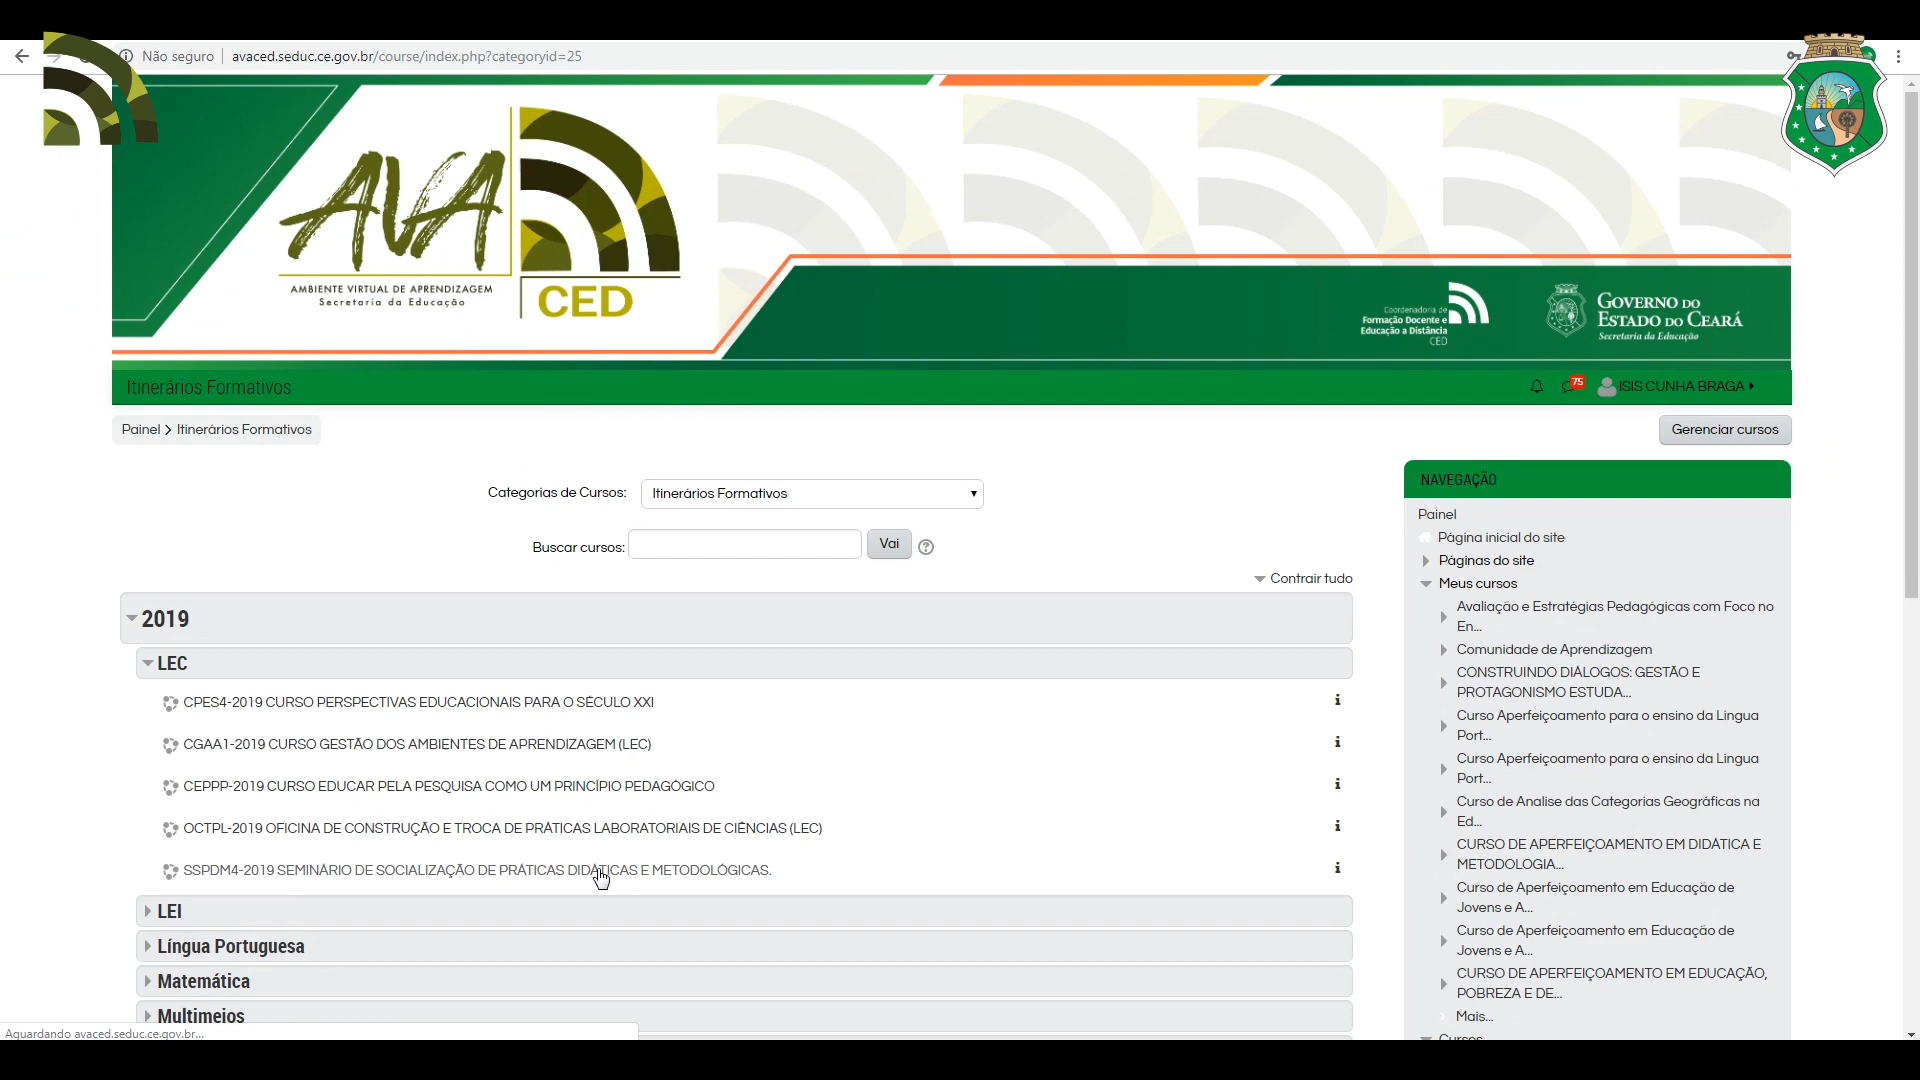 Não seguro
avaced.seduc.ce.gov.br/course/index.php?categoryid=25
AVA
AMBIENTE VIRTUAL DE APRENDIZAGEM
Secretaria da Educação
CED
Coordenadoria de
Formação Docente e
Educação a Distância
CED
GOVERNO DO
ESTADO DO CEARÁ
Secretaria da Educação
Itinerários Formativos
75
ISIS CUNHA BRAGA
Painel
Itinerários Formativos
Gerenciar cursos
Categorias de Cursos:
Itinerários Formativos
Buscar cursos:
Vai
Contrair tudo
2019
LEC
CPES4-2019 CURSO PERSPECTIVAS EDUCACIONAIS PARA O SÉCULO XXI
CGAA1-2019 CURSO GESTÃO DOS AMBIENTES DE APRENDIZAGEM (LEC)
CEPPP-2019 CURSO EDUCAR PELA PESQUISA COMO UM PRINCÍPIO PEDAGÓGICO
OCTPL-2019 OFICINA DE CONSTRUÇÃO E TROCA DE PRÁTICAS LABORATORIAIS DE CIÊNCIAS (LEC)
SSPDM4-2019 SEMINÁRIO DE SOCIALIZAÇÃO DE PRÁTICAS DIDÁTICAS E METODOLÓGICAS.
LEI
Língua Portuguesa
Matemática
Multimeios
NAVEGAÇÃO
Painel
Página inicial do site
Páginas do site
Meus cursos
Avaliação e Estratégias Pedagógicas com Foco no
En...
Comunidade de Aprendizagem
CONSTRUINDO DIÁLOGOS: GESTÃO E
PROTAGONISMO ESTUDA...
Curso Aperfeiçoamento para o ensino da Língua
Port...
Curso Aperfeiçoamento para o ensino da Língua
Port...
Curso de Analise das Categorias Geográficas na
Ed...
CURSO DE APERFEIÇOAMENTO EM DIDÁTICA E
METODOLOGIA...
Curso de Aperfeiçoamento em Educação de
Jovens e A...
Curso de Aperfeiçoamento em Educação de
Jovens e A...
CURSO DE APERFEIÇOAMENTO EM EDUCAÇÃO,
POBREZA E DE...
Mais...
Cursos
Aguardando avaced.seduc.ce.gov.br...